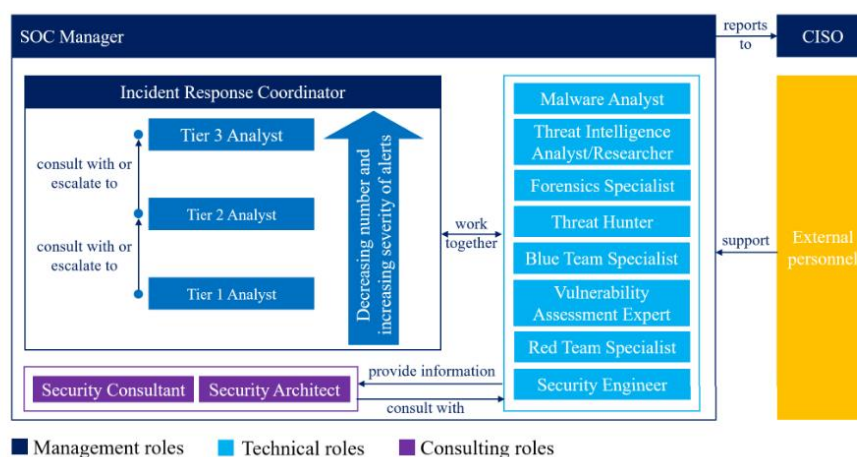 SOC Manager
reports
to
CISO
Incident Response Coordinator
Tier 3 Analyst
consult with or
escalate to
Tier 2 Analyst
consult with or
escalate to
Tier 1 Analyst
Decreasing number and
increasing severity of alerts
work
together
Malware Analyst
Threat Intelligence
Analyst/Researcher
Forensics Specialist
Threat Hunter
Blue Team Specialist
Vulnerability
Assessment Expert
Red Team Specialist
Security Engineer
support
External
personnel
provide information
Security Consultant
Security Architect
consult with
Management roles
Technical roles
Consulting roles